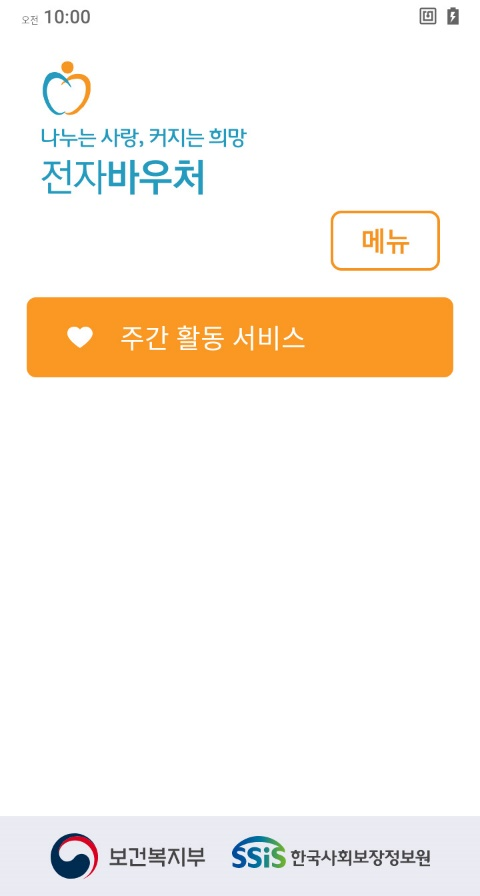 오전 10:00
나누는 사랑, 커지는 희망
전자바우처
메뉴
주간 활동 서비스
보건복지부 SSiS 한국사회보장정보원